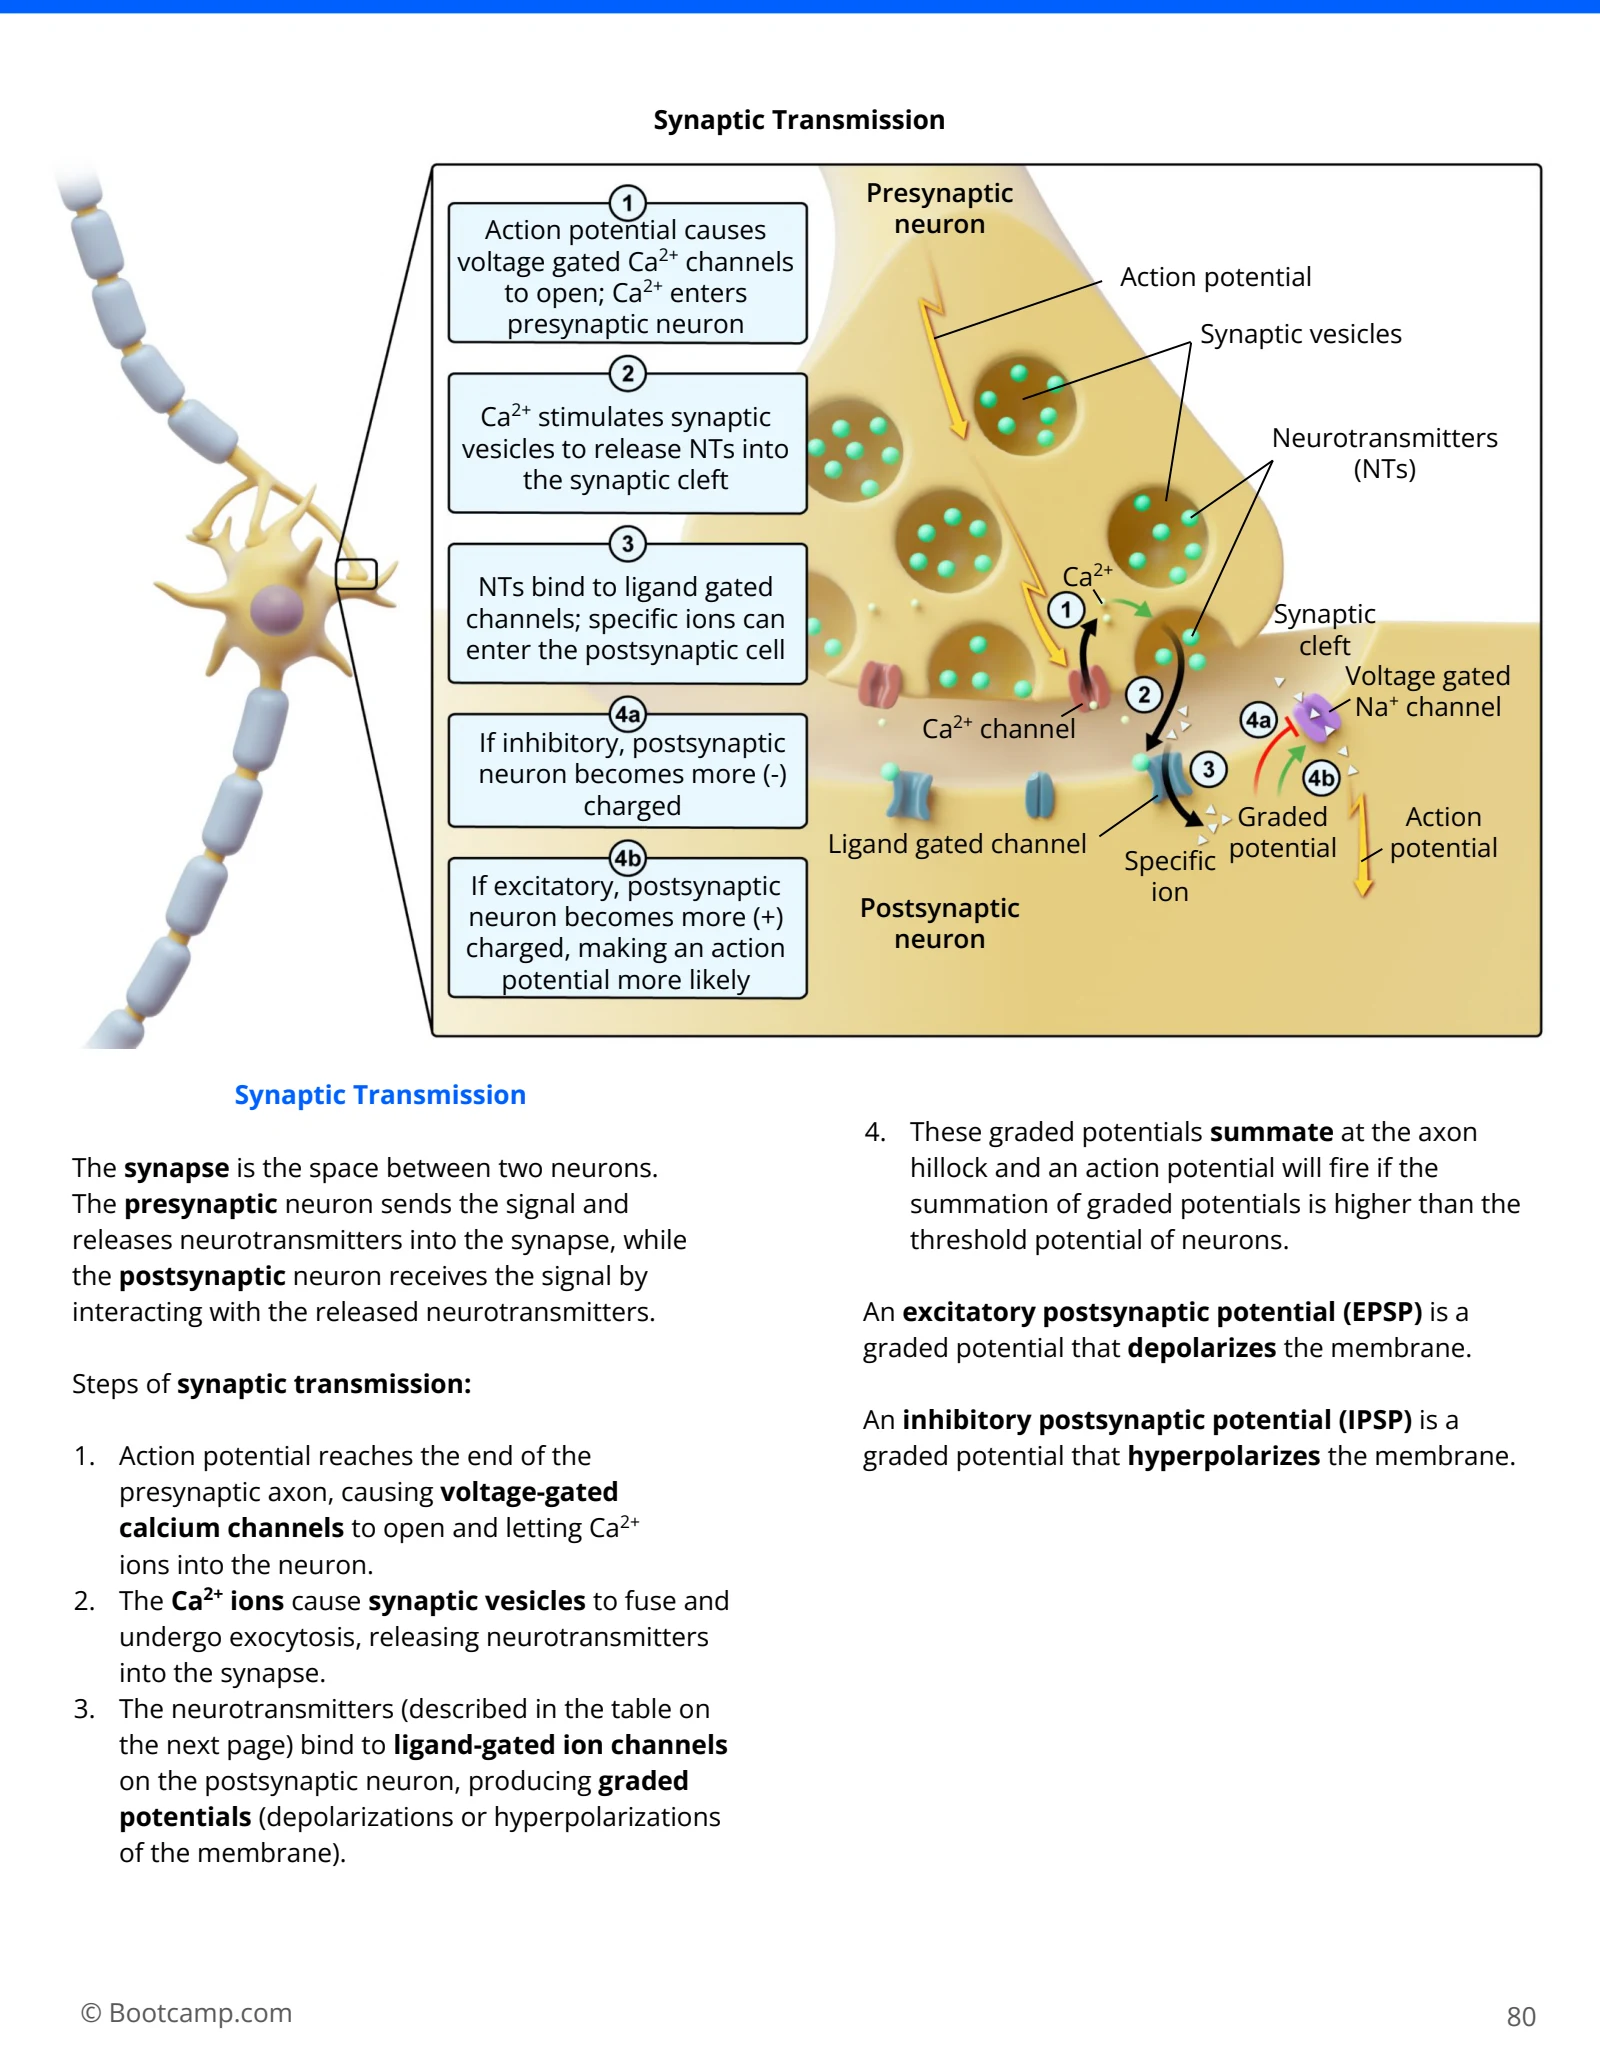 Synaptic Transmission
1
Action potential causes
voltage gated Ca²⁺ channels
to open; Ca²⁺ enters
presynaptic neuron
2
Ca²⁺ stimulates synaptic
vesicles to release NTs into
the synaptic cleft
3
NTs bind to ligand gated
channels; specific ions can
enter the postsynaptic cell
4a
If inhibitory, postsynaptic
neuron becomes more (-)
charged
4b
If excitatory, postsynaptic
neuron becomes more (+)
charged, making an action
potential more likely
Presynaptic
neuron
Action potential
Synaptic vesicles
Neurotransmitters
(NTs)
Ca²⁺
1
Synaptic
cleft
Voltage gated
Na⁺ channel
2
4a
Ca²⁺ channel
3
4b
Ligand gated channel
Graded
potential
Action
potential
Specific
ion
Postsynaptic
neuron
Synaptic Transmission
The synapse is the space between two neurons.
The presynaptic neuron sends the signal and
releases neurotransmitters into the synapse, while
the postsynaptic neuron receives the signal by
interacting with the released neurotransmitters.
Steps of synaptic transmission:
1. Action potential reaches the end of the
presynaptic axon, causing voltage-gated
calcium channels to open and letting Ca²⁺
ions into the neuron.
2. The Ca²⁺ ions cause synaptic vesicles to fuse and
undergo exocytosis, releasing neurotransmitters
into the synapse.
3. The neurotransmitters (described in the table on
the next page) bind to ligand-gated ion channels
on the postsynaptic neuron, producing graded
potentials (depolarizations or hyperpolarizations
of the membrane).
4. These graded potentials summate at the axon
hillock and an action potential will fire if the
summation of graded potentials is higher than the
threshold potential of neurons.
An excitatory postsynaptic potential (EPSP) is a
graded potential that depolarizes the membrane.
An inhibitory postsynaptic potential (IPSP) is a
graded potential that hyperpolarizes the membrane.
© Bootcamp.com
80